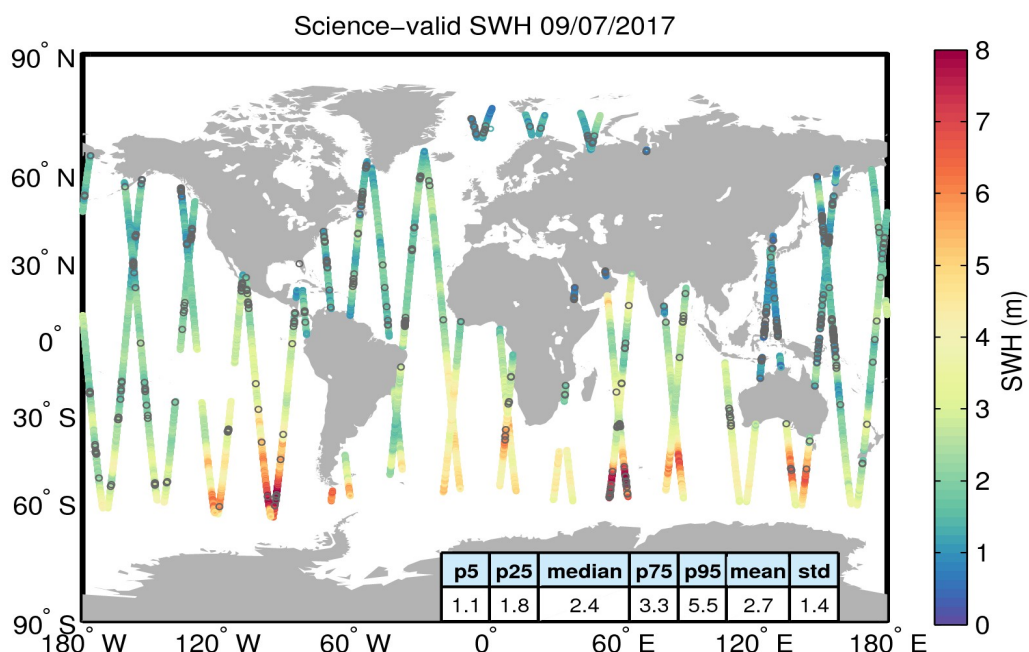 Science−valid SWH 09/07/2017
90° N
60° N
30° N
0°
30° S
60° S
90° S
180° W
120° W
60° W
0°
60° E
120° E
180° E
8
7
6
5
4
3
2
1
0
SWH (m)
p5 p25 median p75 p95 mean std
1.1 1.8 2.4 3.3 5.5 2.7 1.4